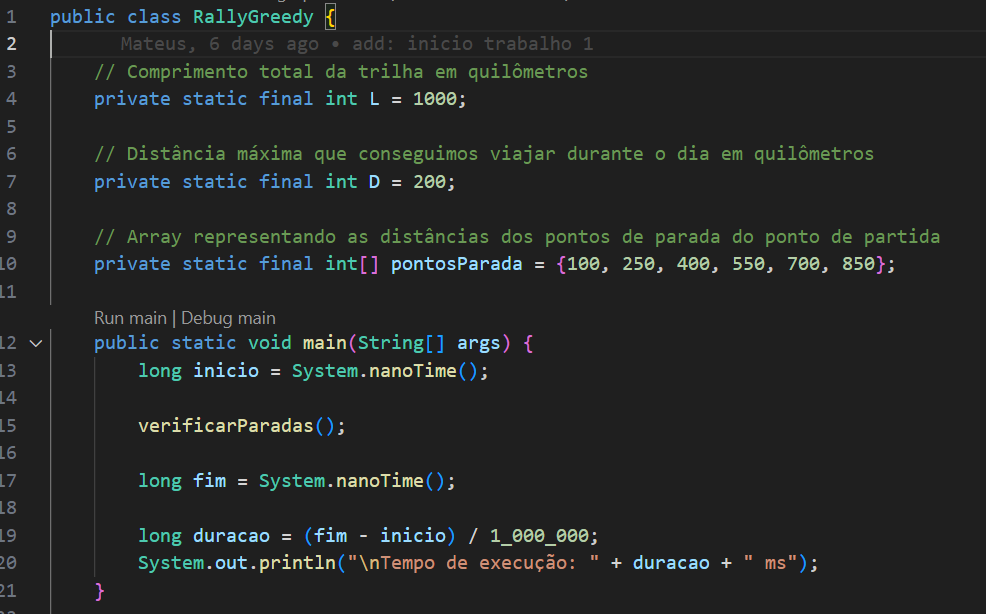 1 public class RallyGreedy {
2 Mateus, 6 days ago • add: inicio trabalho 1
3 // Comprimento total da trilha em quilômetros
4 private static final int L = 1000;
5
6 // Distância máxima que conseguimos viajar durante o dia em quilômetros
7 private static final int D = 200;
8
9 // Array representando as distâncias dos pontos de parada do ponto de partida
10 private static final int[] pontosParada = {100, 250, 400, 550, 700, 850};
11
Run main | Debug main
12 public static void main(String[] args) {
13 long inicio = System.nanoTime();
14
15 verificarParadas();
16
17 long fim = System.nanoTime();
18
19 long duracao = (fim - inicio) / 1_000_000;
20 System.out.println("\nTempo de execução: " + duracao + " ms");
21 }